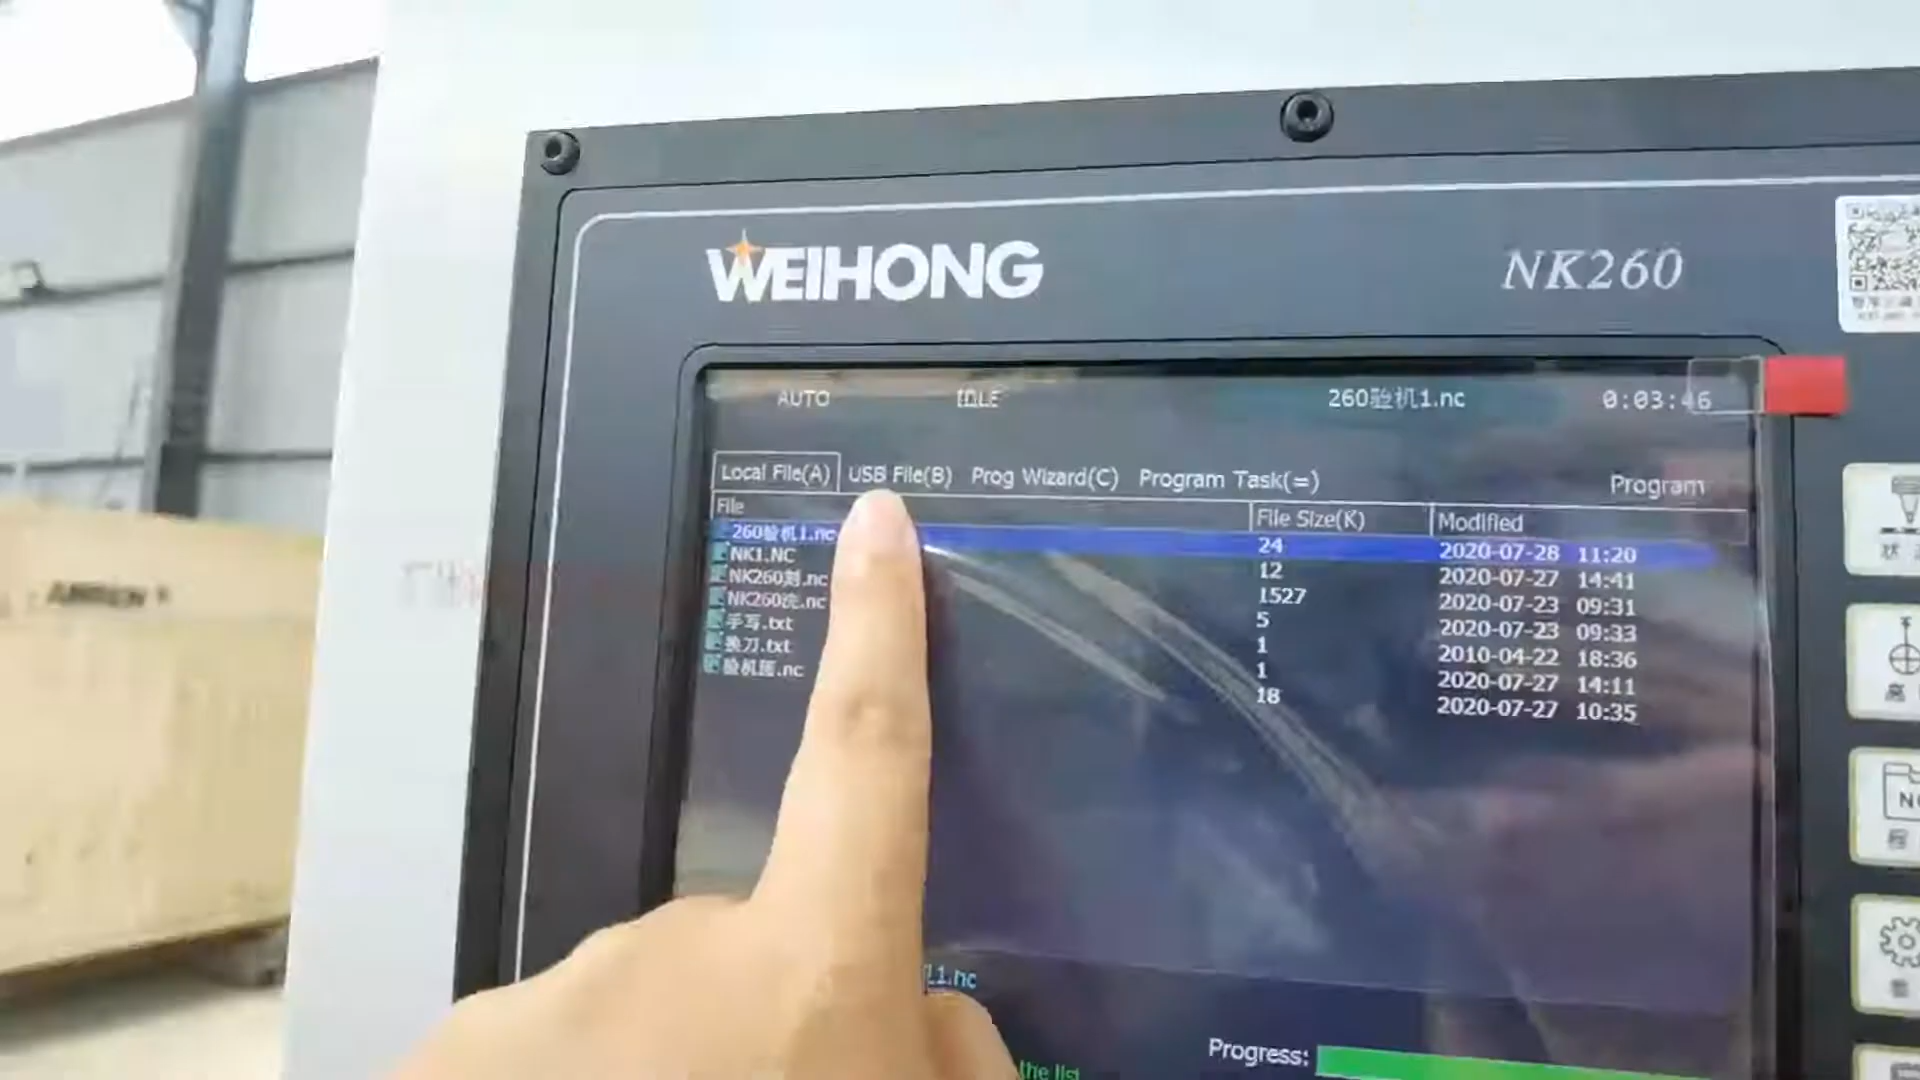 WEIHONG
NK260
AUTO IDLE 260验机1.nc 0:03:46
Local File(A) USB File(B) Prog Wizard(C) Program Task(=) Program
File File Size(K) Modified
260验机1.nc 24 2020-07-28 11:20
NK1.NC 12 2020-07-27 14:41
NK260刻.nc 1527 2020-07-23 09:31
NK260洗.nc 5 2020-07-23 09:33
手写.txt 1 2010-04-22 18:36
换刀.txt 1 2020-07-27 14:11
验机图.nc 18 2020-07-27 10:35
1.nc
Progress:
the list